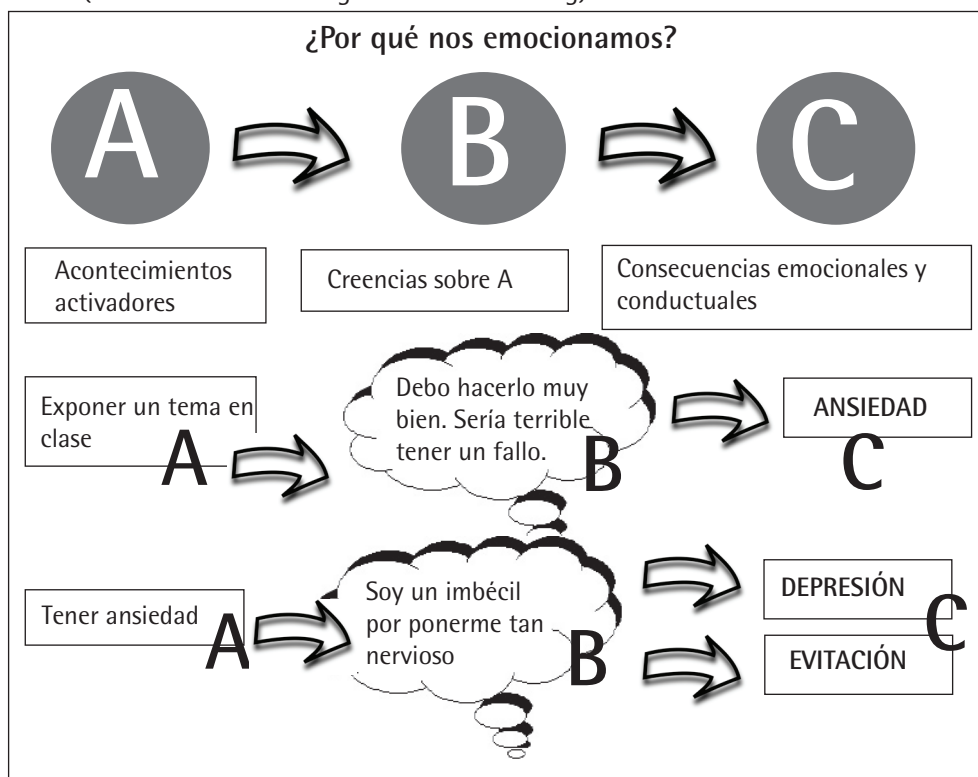 ¿Por qué nos emocionamos?
A
B
C
Acontecimientos
activadores
Creencias sobre A
Consecuencias emocionales y
conductuales
Exponer un tema en
clase
A
Debo hacerlo muy
bien. Sería terrible
tener un fallo.
B
ANSIEDAD
C
Tener ansiedad
A
Soy un imbécil
por ponerme tan
nervioso
B
DEPRESIÓN
EVITACIÓN
C